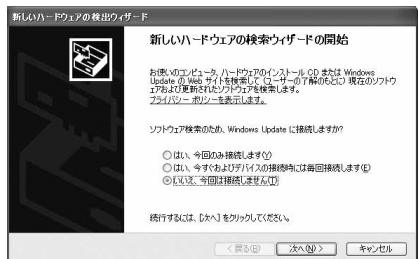 新しいハードウェアの検出ウィザード
新しいハードウェアの検索ウィザードの開始
お使いのコンピュータ、ハードウェアのインストール CD または Windows
Update の Web サイトを検索して (ユーザーの了解のもとに) 現在のソフトウ
ェアおよび更新されたソフトウェアを検索します。
プライバシー ポリシーを表示します。
ソフトウェア検索のため、Windows Update に接続しますか?
はい、今回のみ接続します(Y)
はい、今すぐおよびデバイスの接続時には毎回接続します(E)
いいえ、今回は接続しません(T)
続行するには、[次へ] をクリックしてください。
< 戻る(B)
次へ(N) >
キャンセル